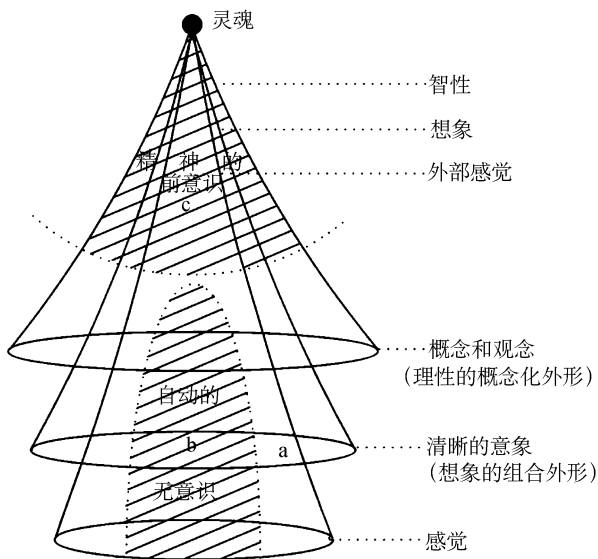 灵魂
智性
想象
精神的
外部感觉
前意识
c
概念和观念
(理性的概念化外形)
自动的
b
a
清晰的意象
(想象的组合外形)
无意识
感觉